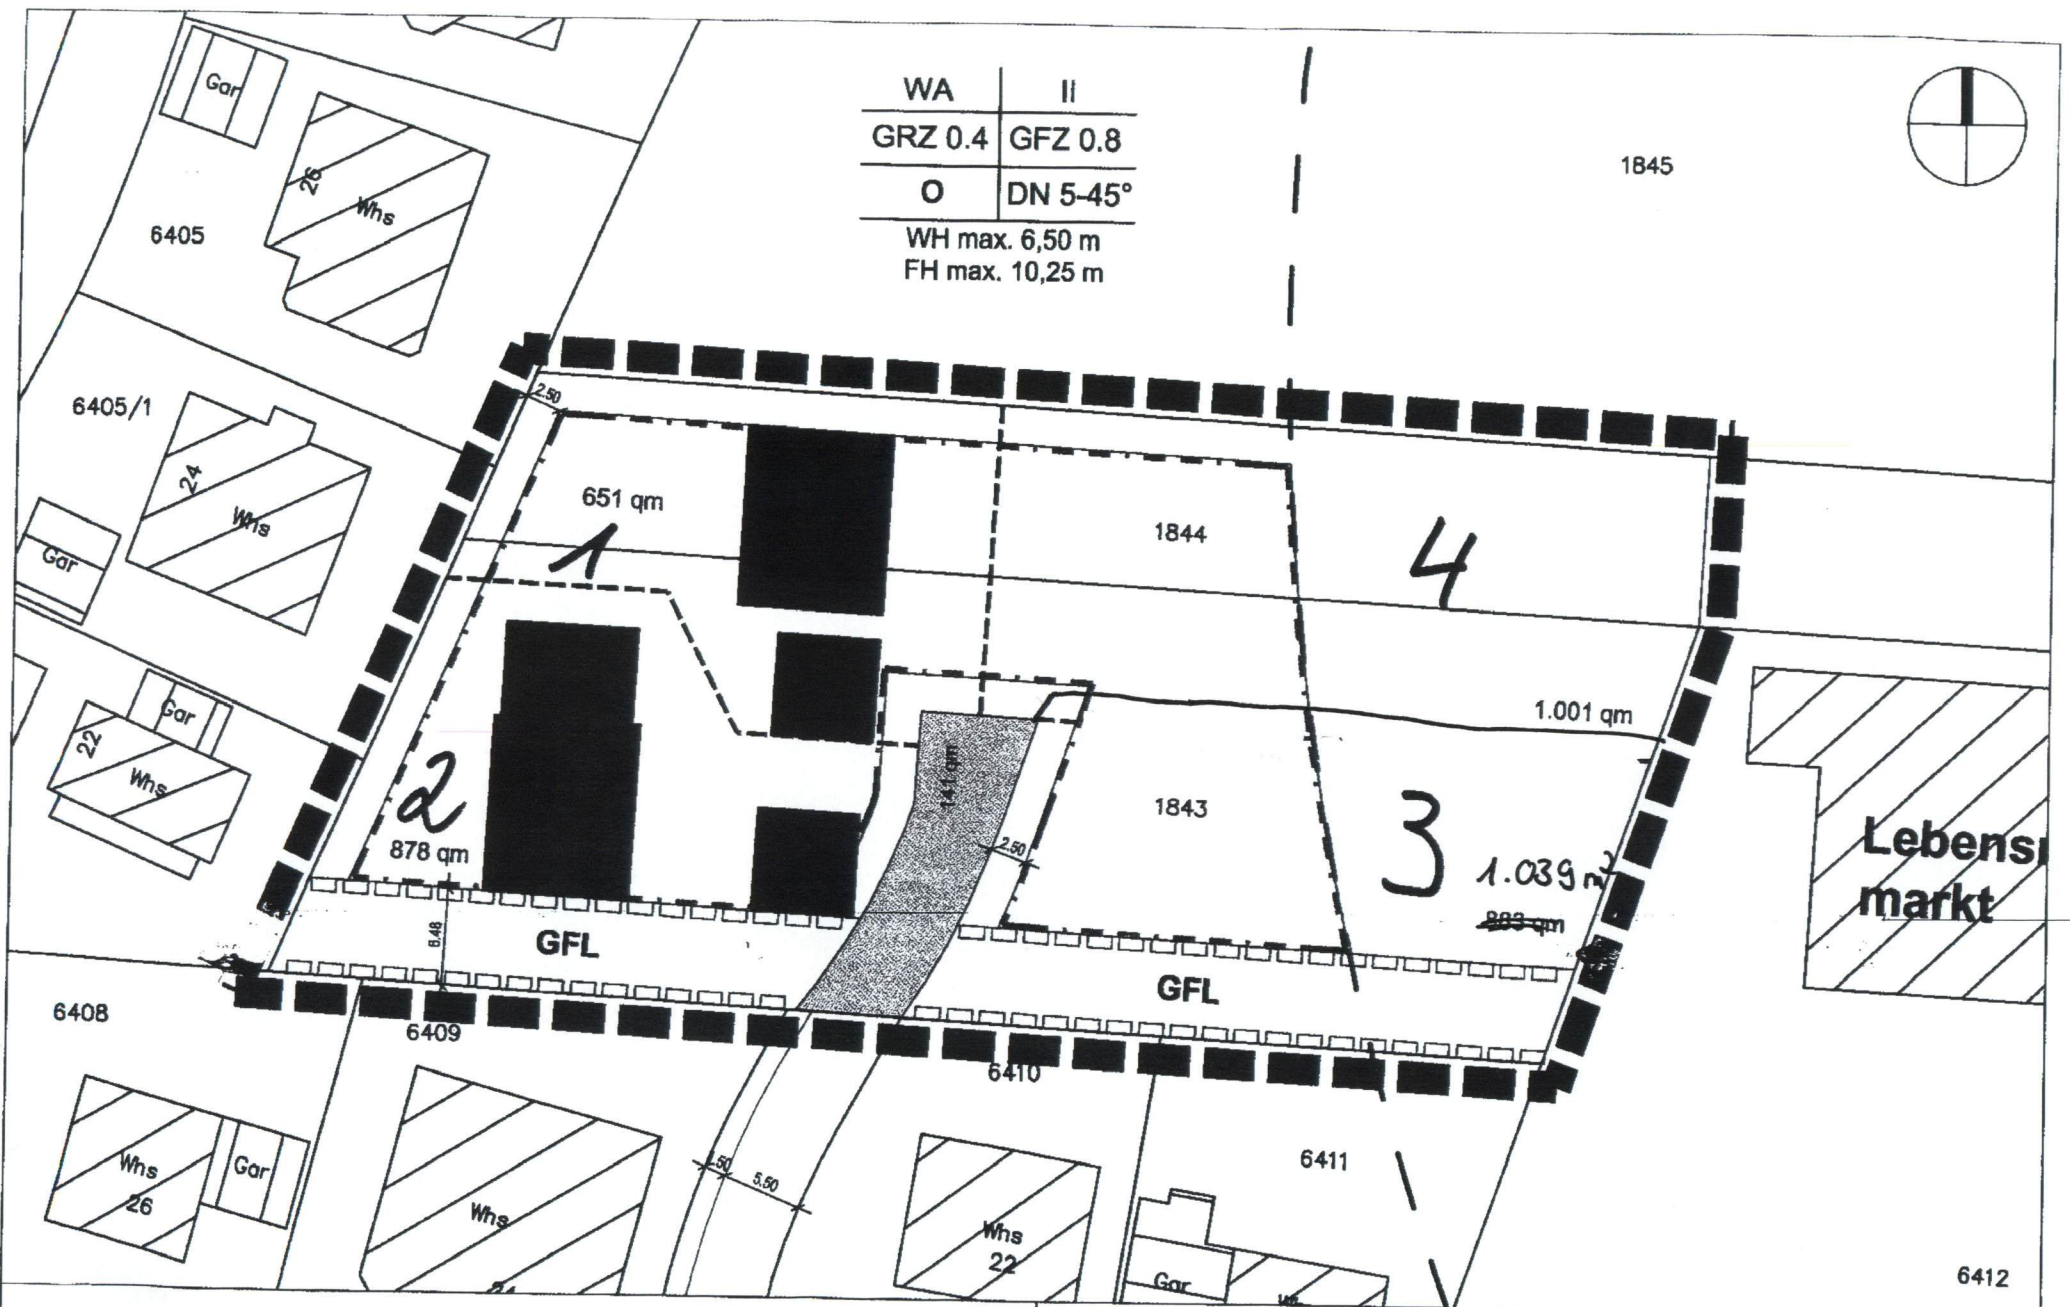 Gar
WA II
GRZ 0.4 GFZ 0.8
O DN 5-45°
WH max. 6,50 m
FH max. 10,25 m
1845
26
Whs
6405
6405/1
2.50
24
Whs
Gar
651 qm
1
1844
4
Gar
22
Whs
1.001 qm
141 qm
2
878 qm
1843
3
1.039 m²
883 qm
2.50
Lebens
markt
6.48
GFL
GFL
6408
6409
6410
6411
Whs
26
Gar
Whs
5.50
Whs
22
Gar
6412